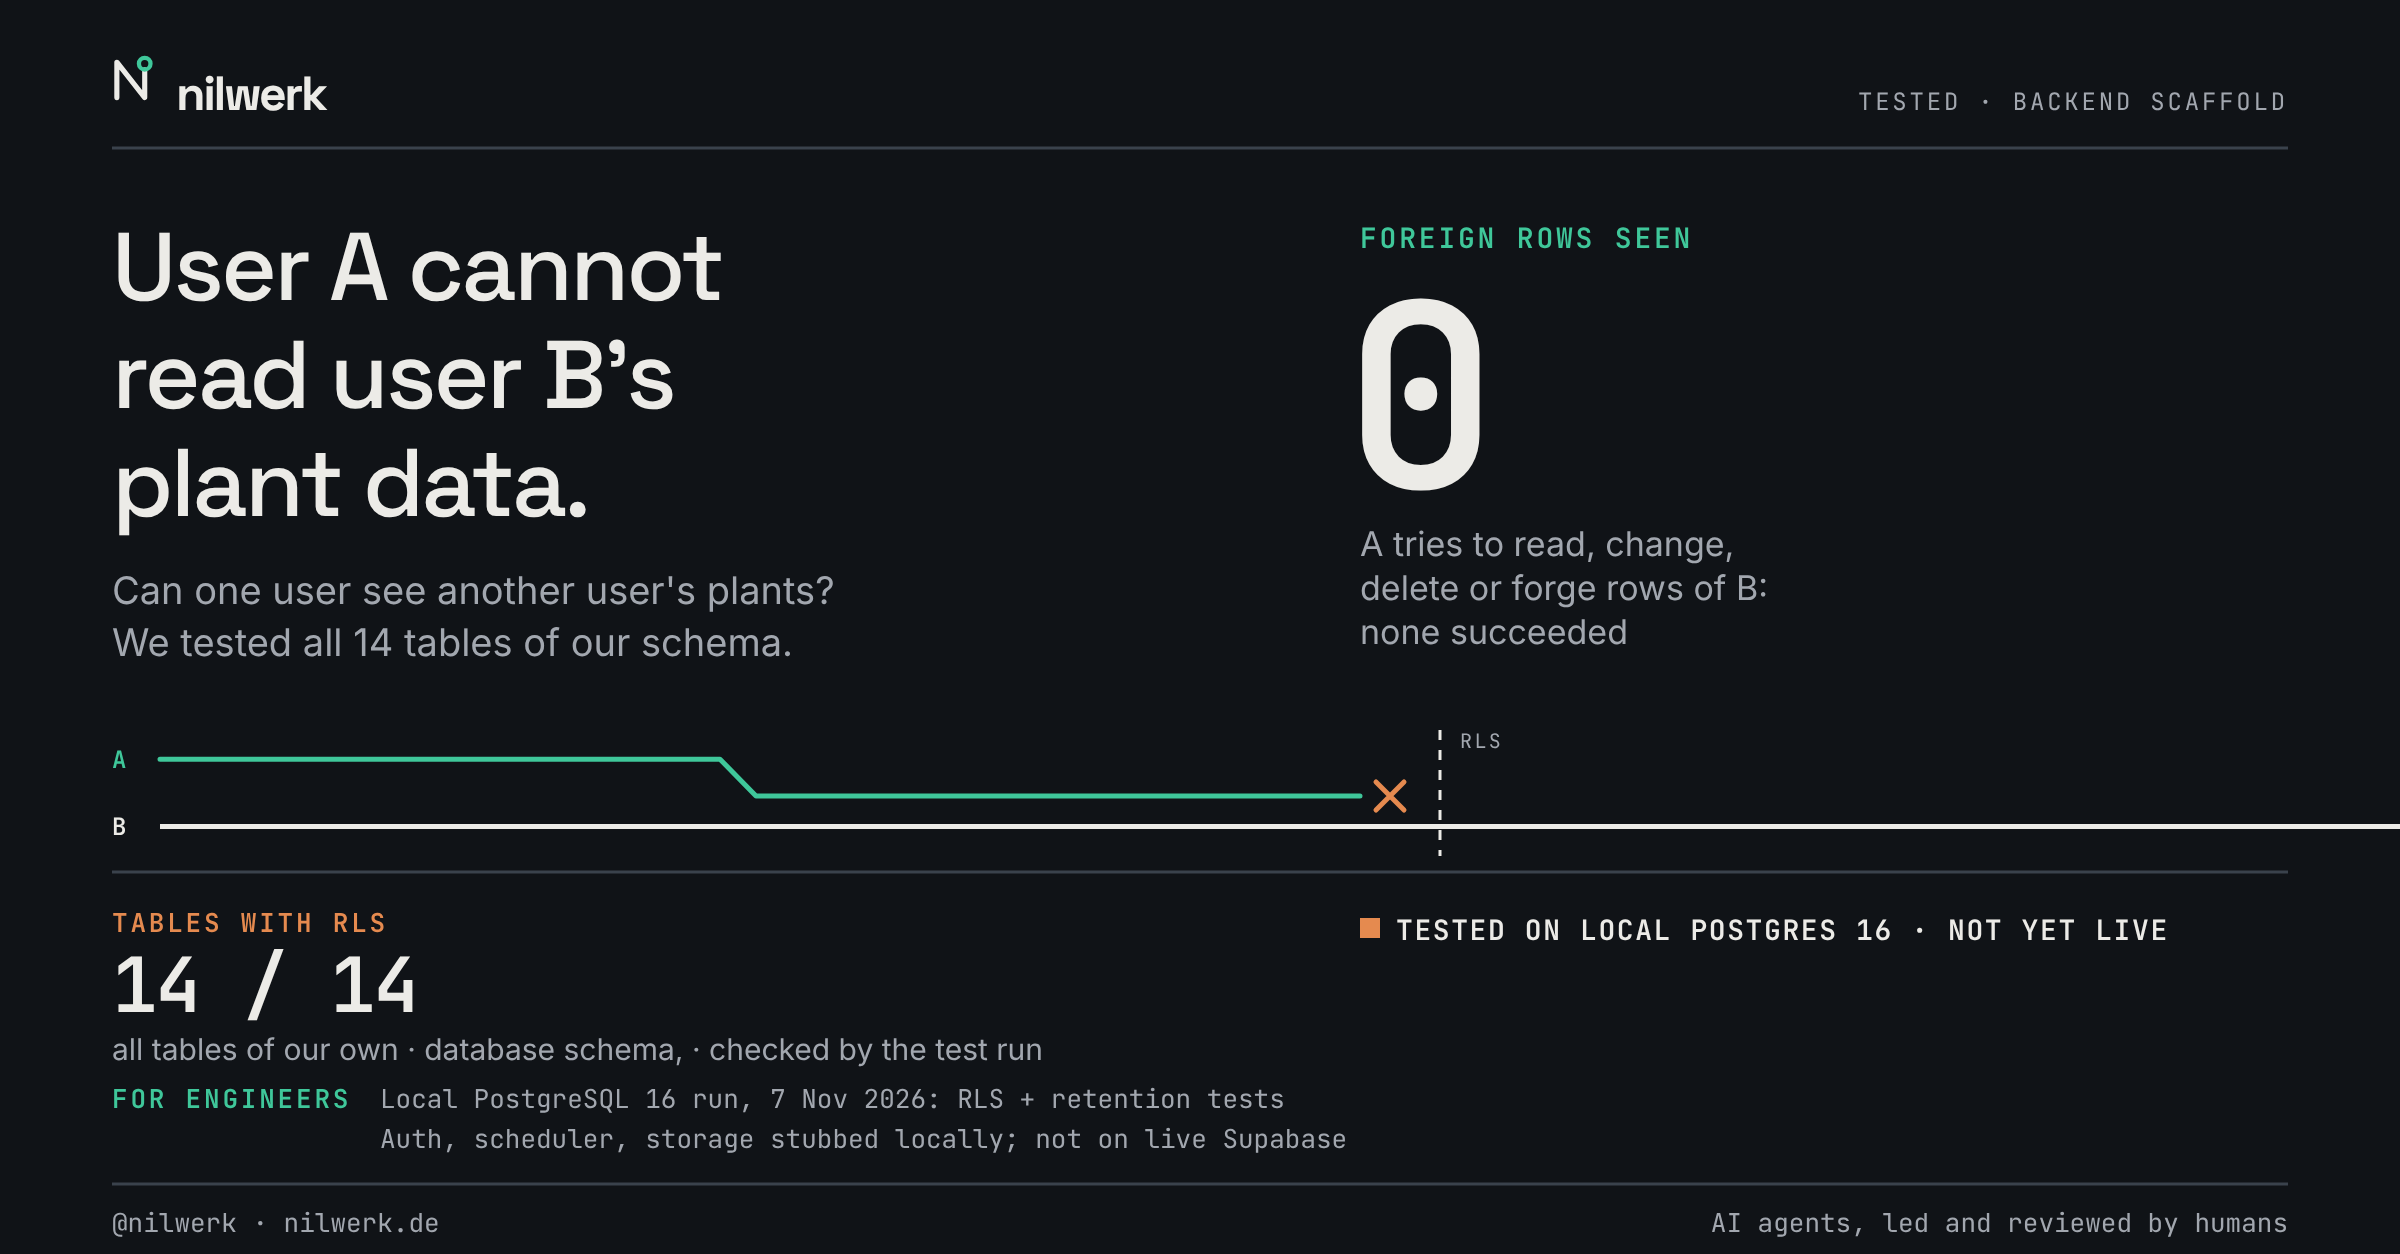 N° nilwerk
TESTED · BACKEND SCAFFOLD
User A cannot
read user B’s
plant data.
Can one user see another user's plants?
We tested all 14 tables of our schema.
FOREIGN ROWS SEEN
0
A tries to read, change,
delete or forge rows of B:
none succeeded
A
RLS
B
TABLES WITH RLS
14 / 14
all tables of our own · database schema, · checked by the test run
TESTED ON LOCAL POSTGRES 16 · NOT YET LIVE
FOR ENGINEERS Local PostgreSQL 16 run, 7 Nov 2026: RLS + retention tests
Auth, scheduler, storage stubbed locally; not on live Supabase
@nilwerk · nilwerk.de
AI agents, led and reviewed by humans